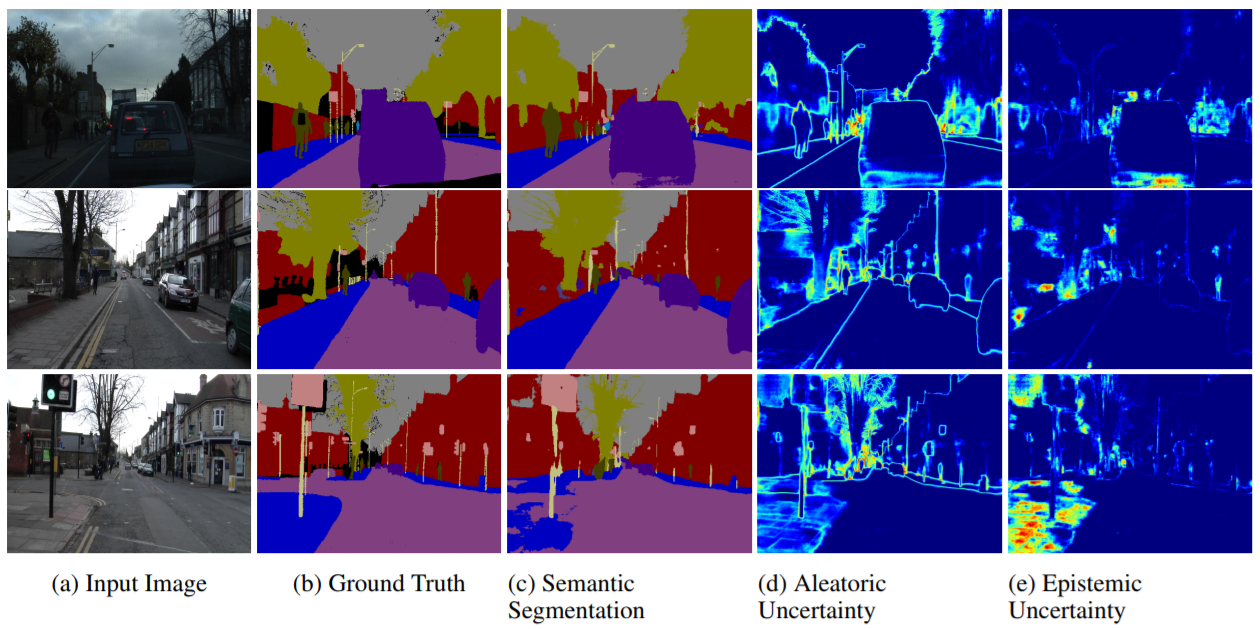 (a) Input Image
(b) Ground Truth
(c) Semantic
Segmentation
(d) Aleatoric
Uncertainty
(e) Epistemic
Uncertainty